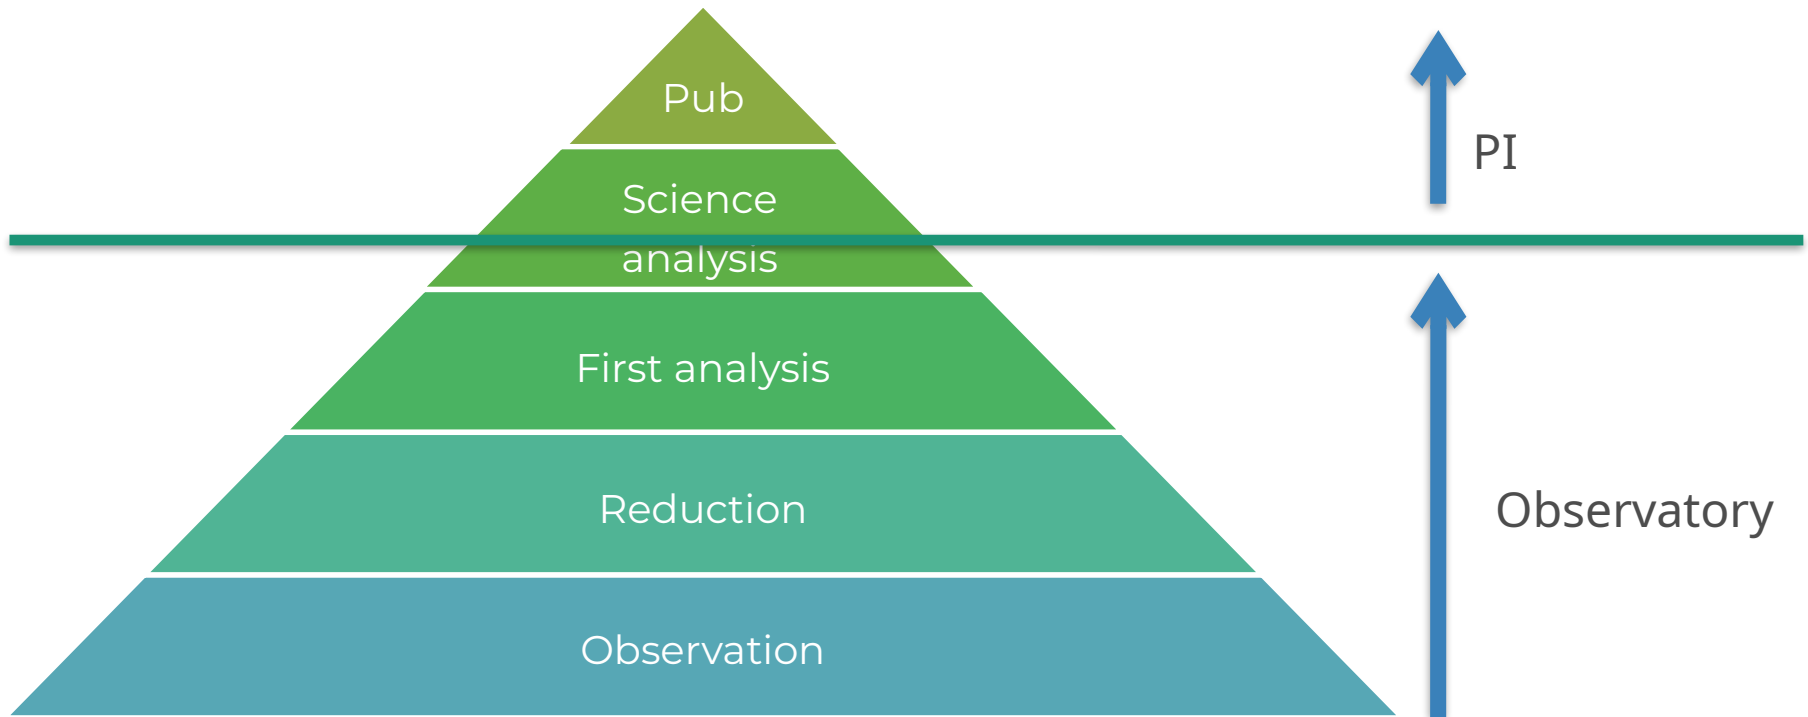 Pub
PI
Science
analysis
First analysis
Reduction
Observatory
Observation